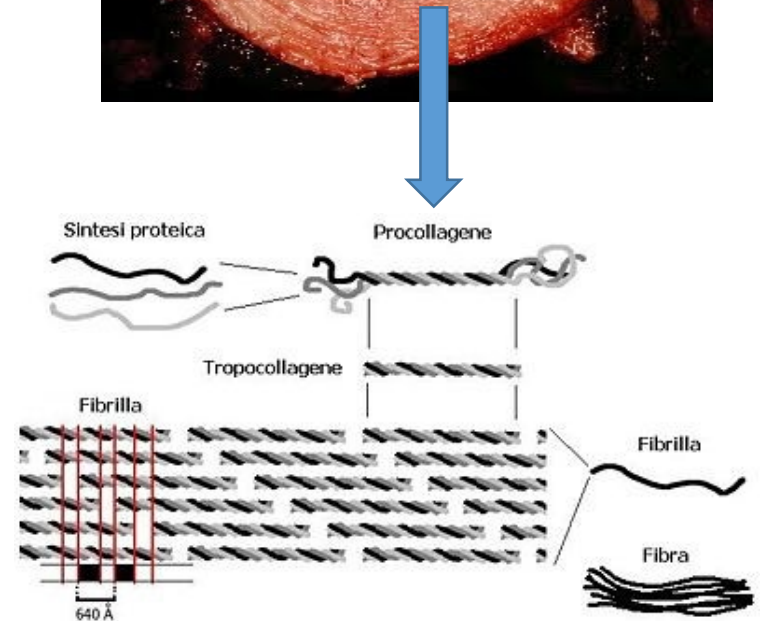 Sintesi proteica
Procollagene
Tropocollagene
Fibrilla
Fibrilla
Fibra
640 Å